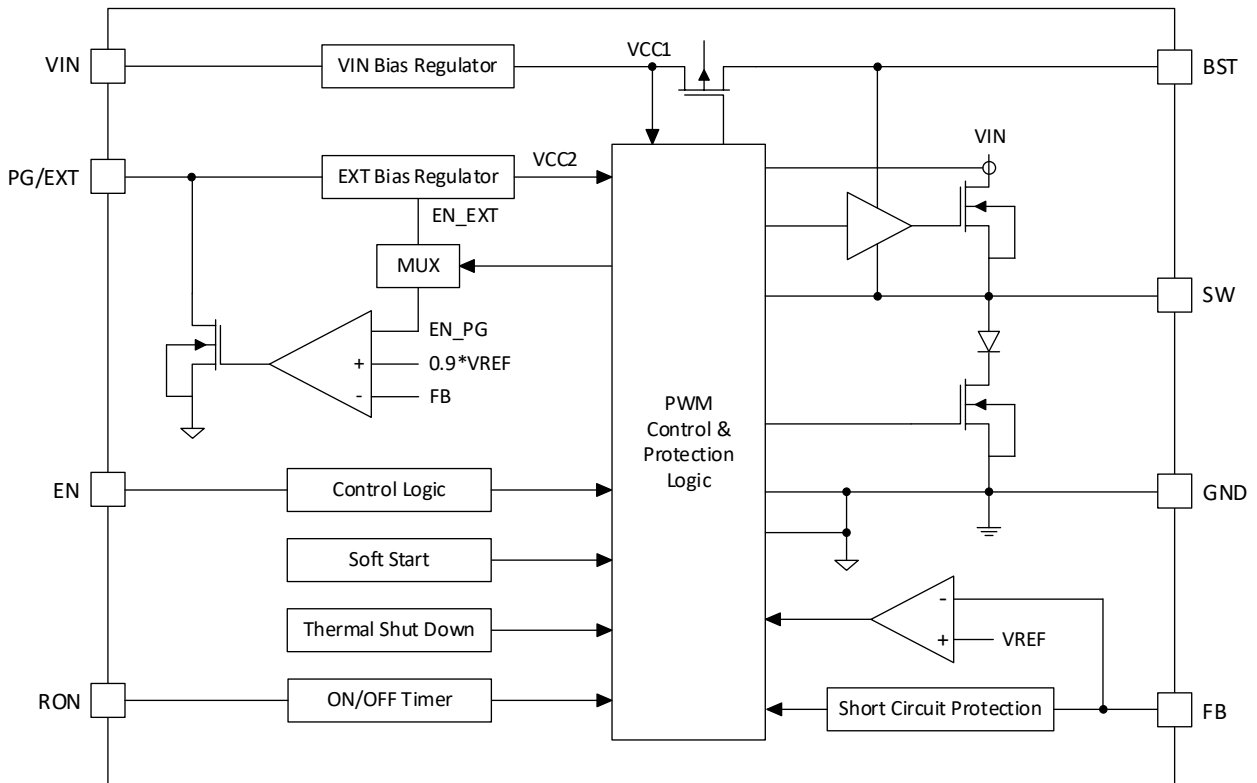 VCC1
VIN
VIN Bias Regulator
BST
VIN
VCC2
PG/EXT
EXT Bias Regulator
EN_EXT
MUX
SW
EN_PG
+
0.9*VREF
-
FB
PWM
Control &
Protection
Logic
EN
Control Logic
GND
Soft Start
-
Thermal Shut Down
+
VREF
RON
ON/OFF Timer
Short Circuit Protection
FB